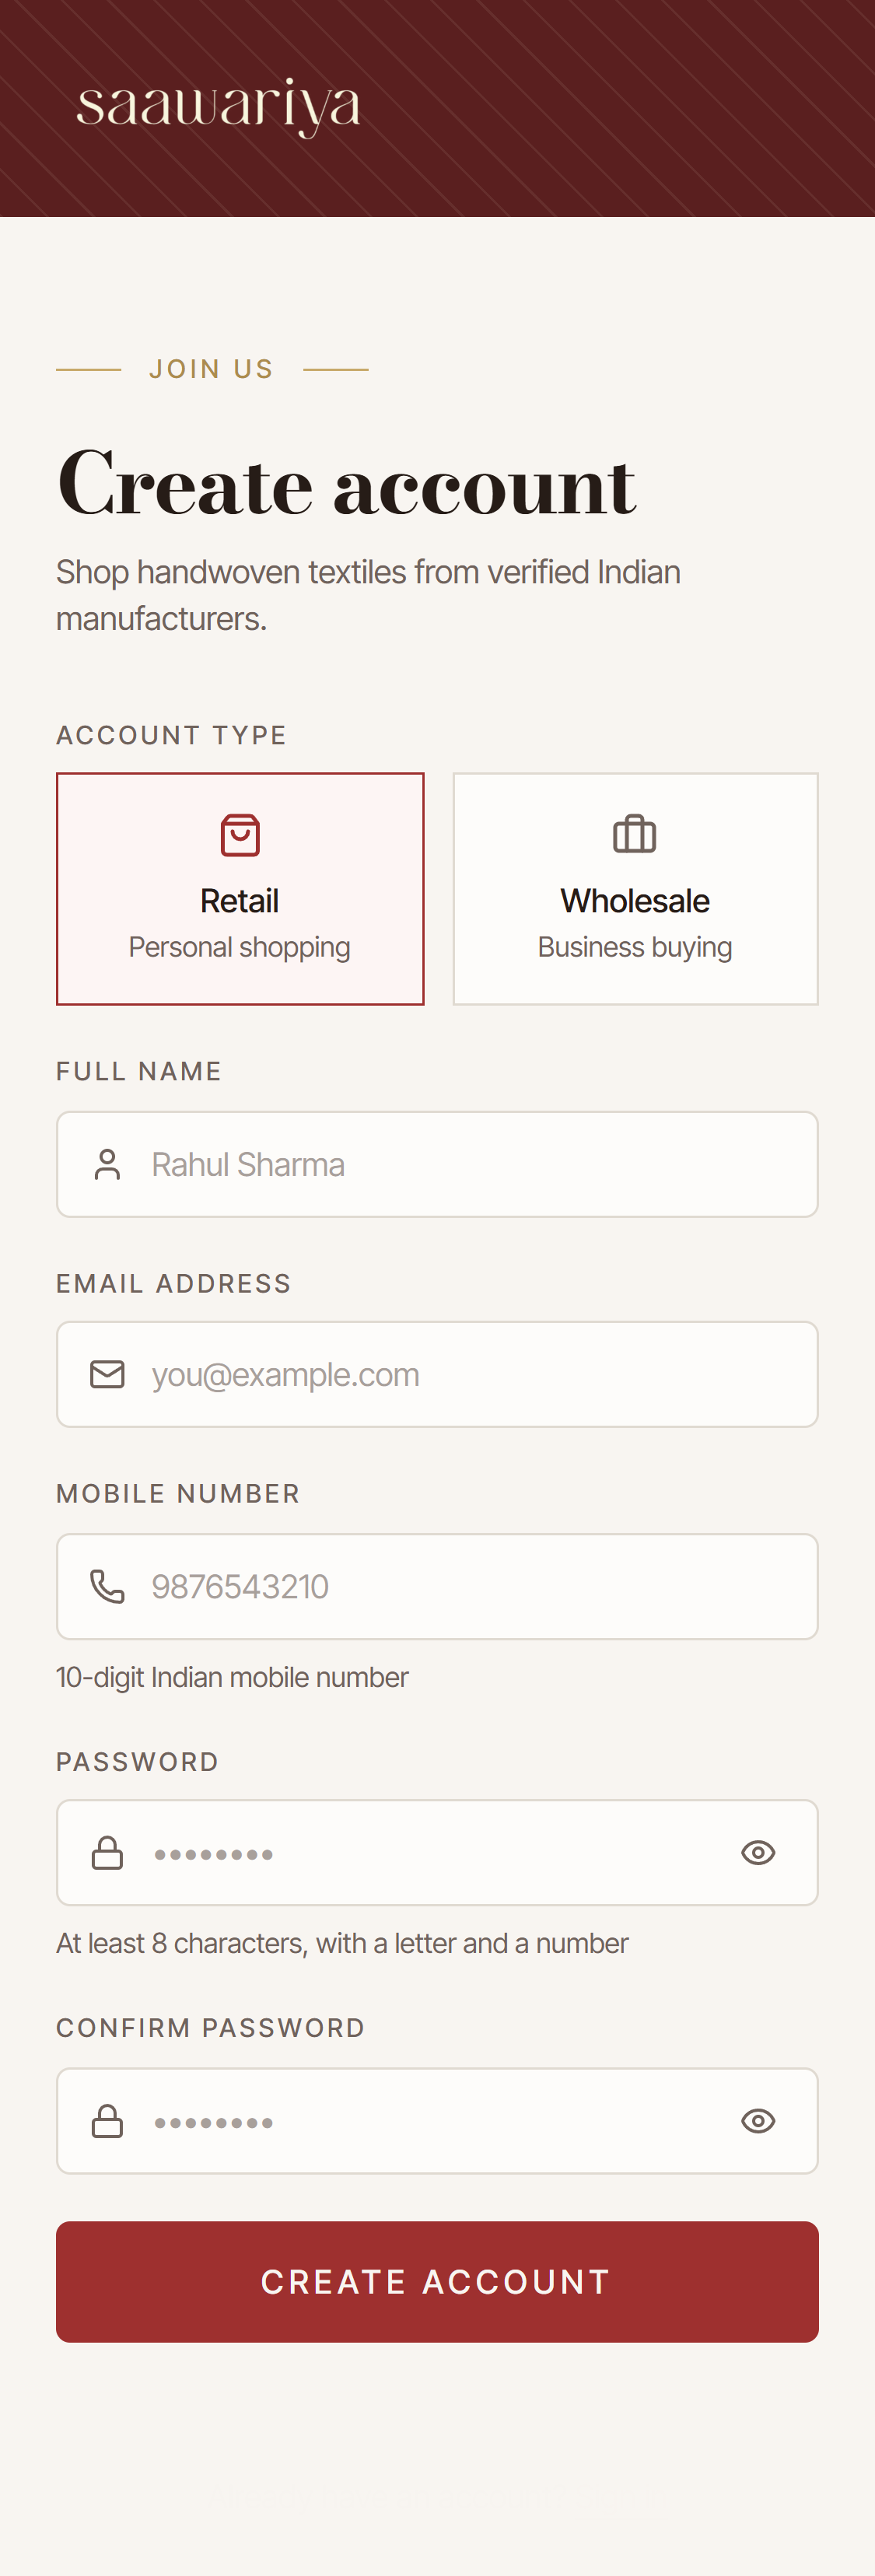 saawariya
JOIN US
Create account
Shop handwoven textiles from verified Indian
manufacturers.
ACCOUNT TYPE
Retail
Personal shopping
Wholesale
Business buying
FULL NAME
Rahul Sharma
EMAIL ADDRESS
you@example.com
MOBILE NUMBER
9876543210
10-digit Indian mobile number
PASSWORD
••••••••
At least 8 characters, with a letter and a number
CONFIRM PASSWORD
••••••••
CREATE ACCOUNT